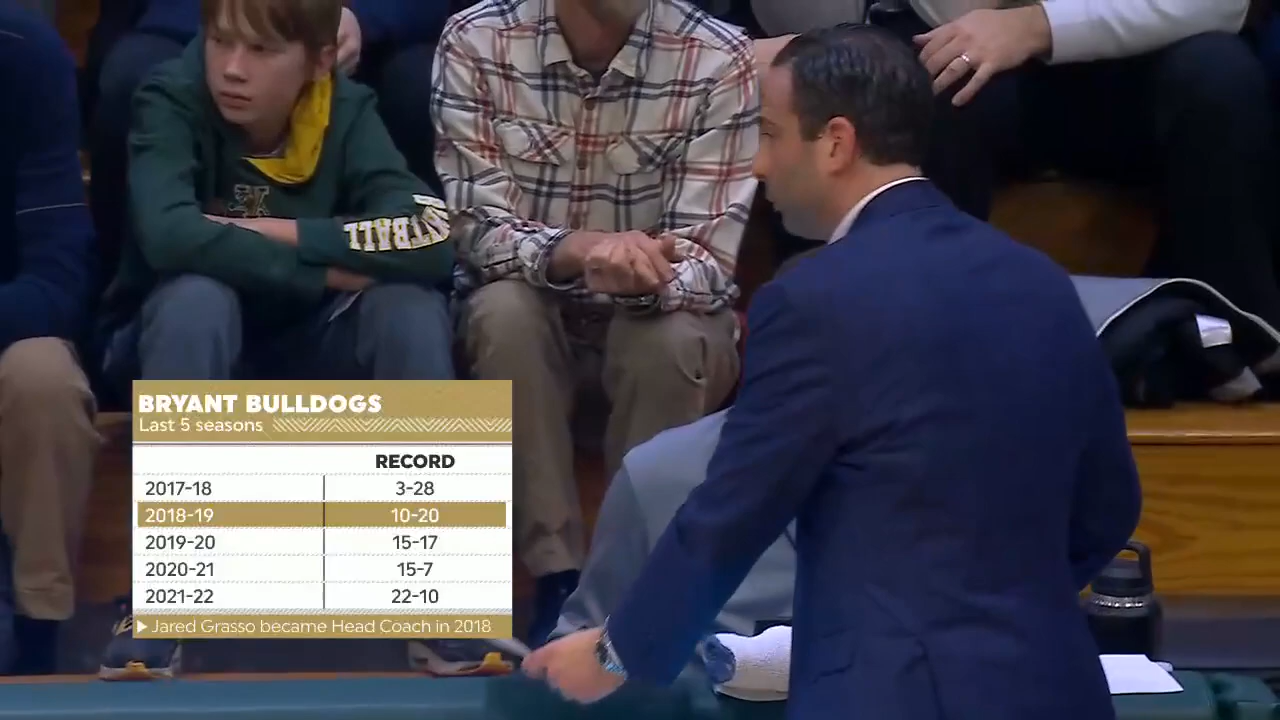 BRYANT BULLDOGS
Last 5 seasons
RECORD
2017-18 3-28
2018-19 10-20
2019-20 15-17
2020-21 15-7
2021-22 22-10
Jared Grasso became Head Coach in 2018